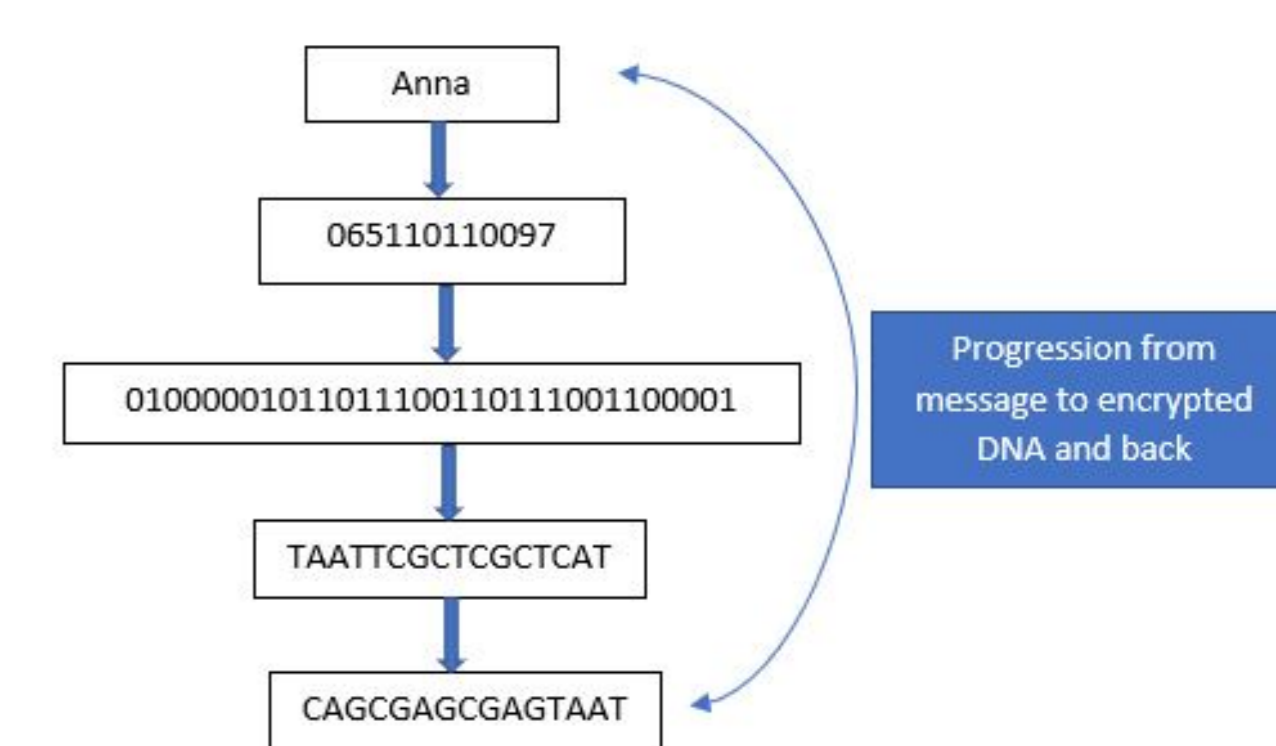 Anna
065110110097
01000001011011100110111001100001
TAATTCGCTCGCTCAT
CAGCGAGCGAGTAAT
Progression from
message to encrypted
DNA and back